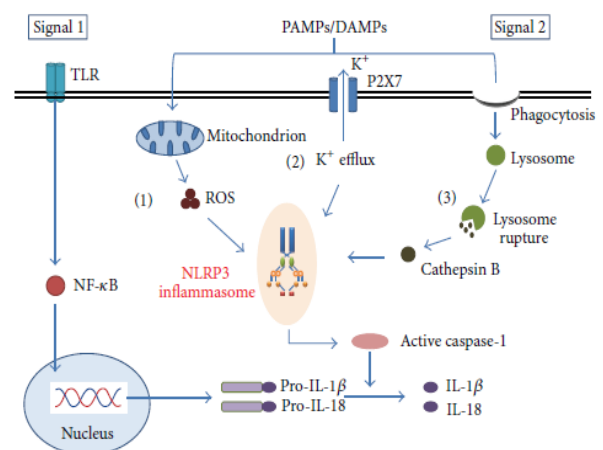 Signal 1
PAMPs/DAMPs
Signal 2
K+
TLR
P2X7
Phagocytosis
Mitochondrion
(2) K+ efflux
Lysosome
(1)
ROS
(3)
Lysosome
rupture
NLRP3
inflammasome
Cathepsin B
NF-κB
Active caspase-1
Pro-IL-1β
Pro-IL-18
IL-1β
IL-18
Nucleus